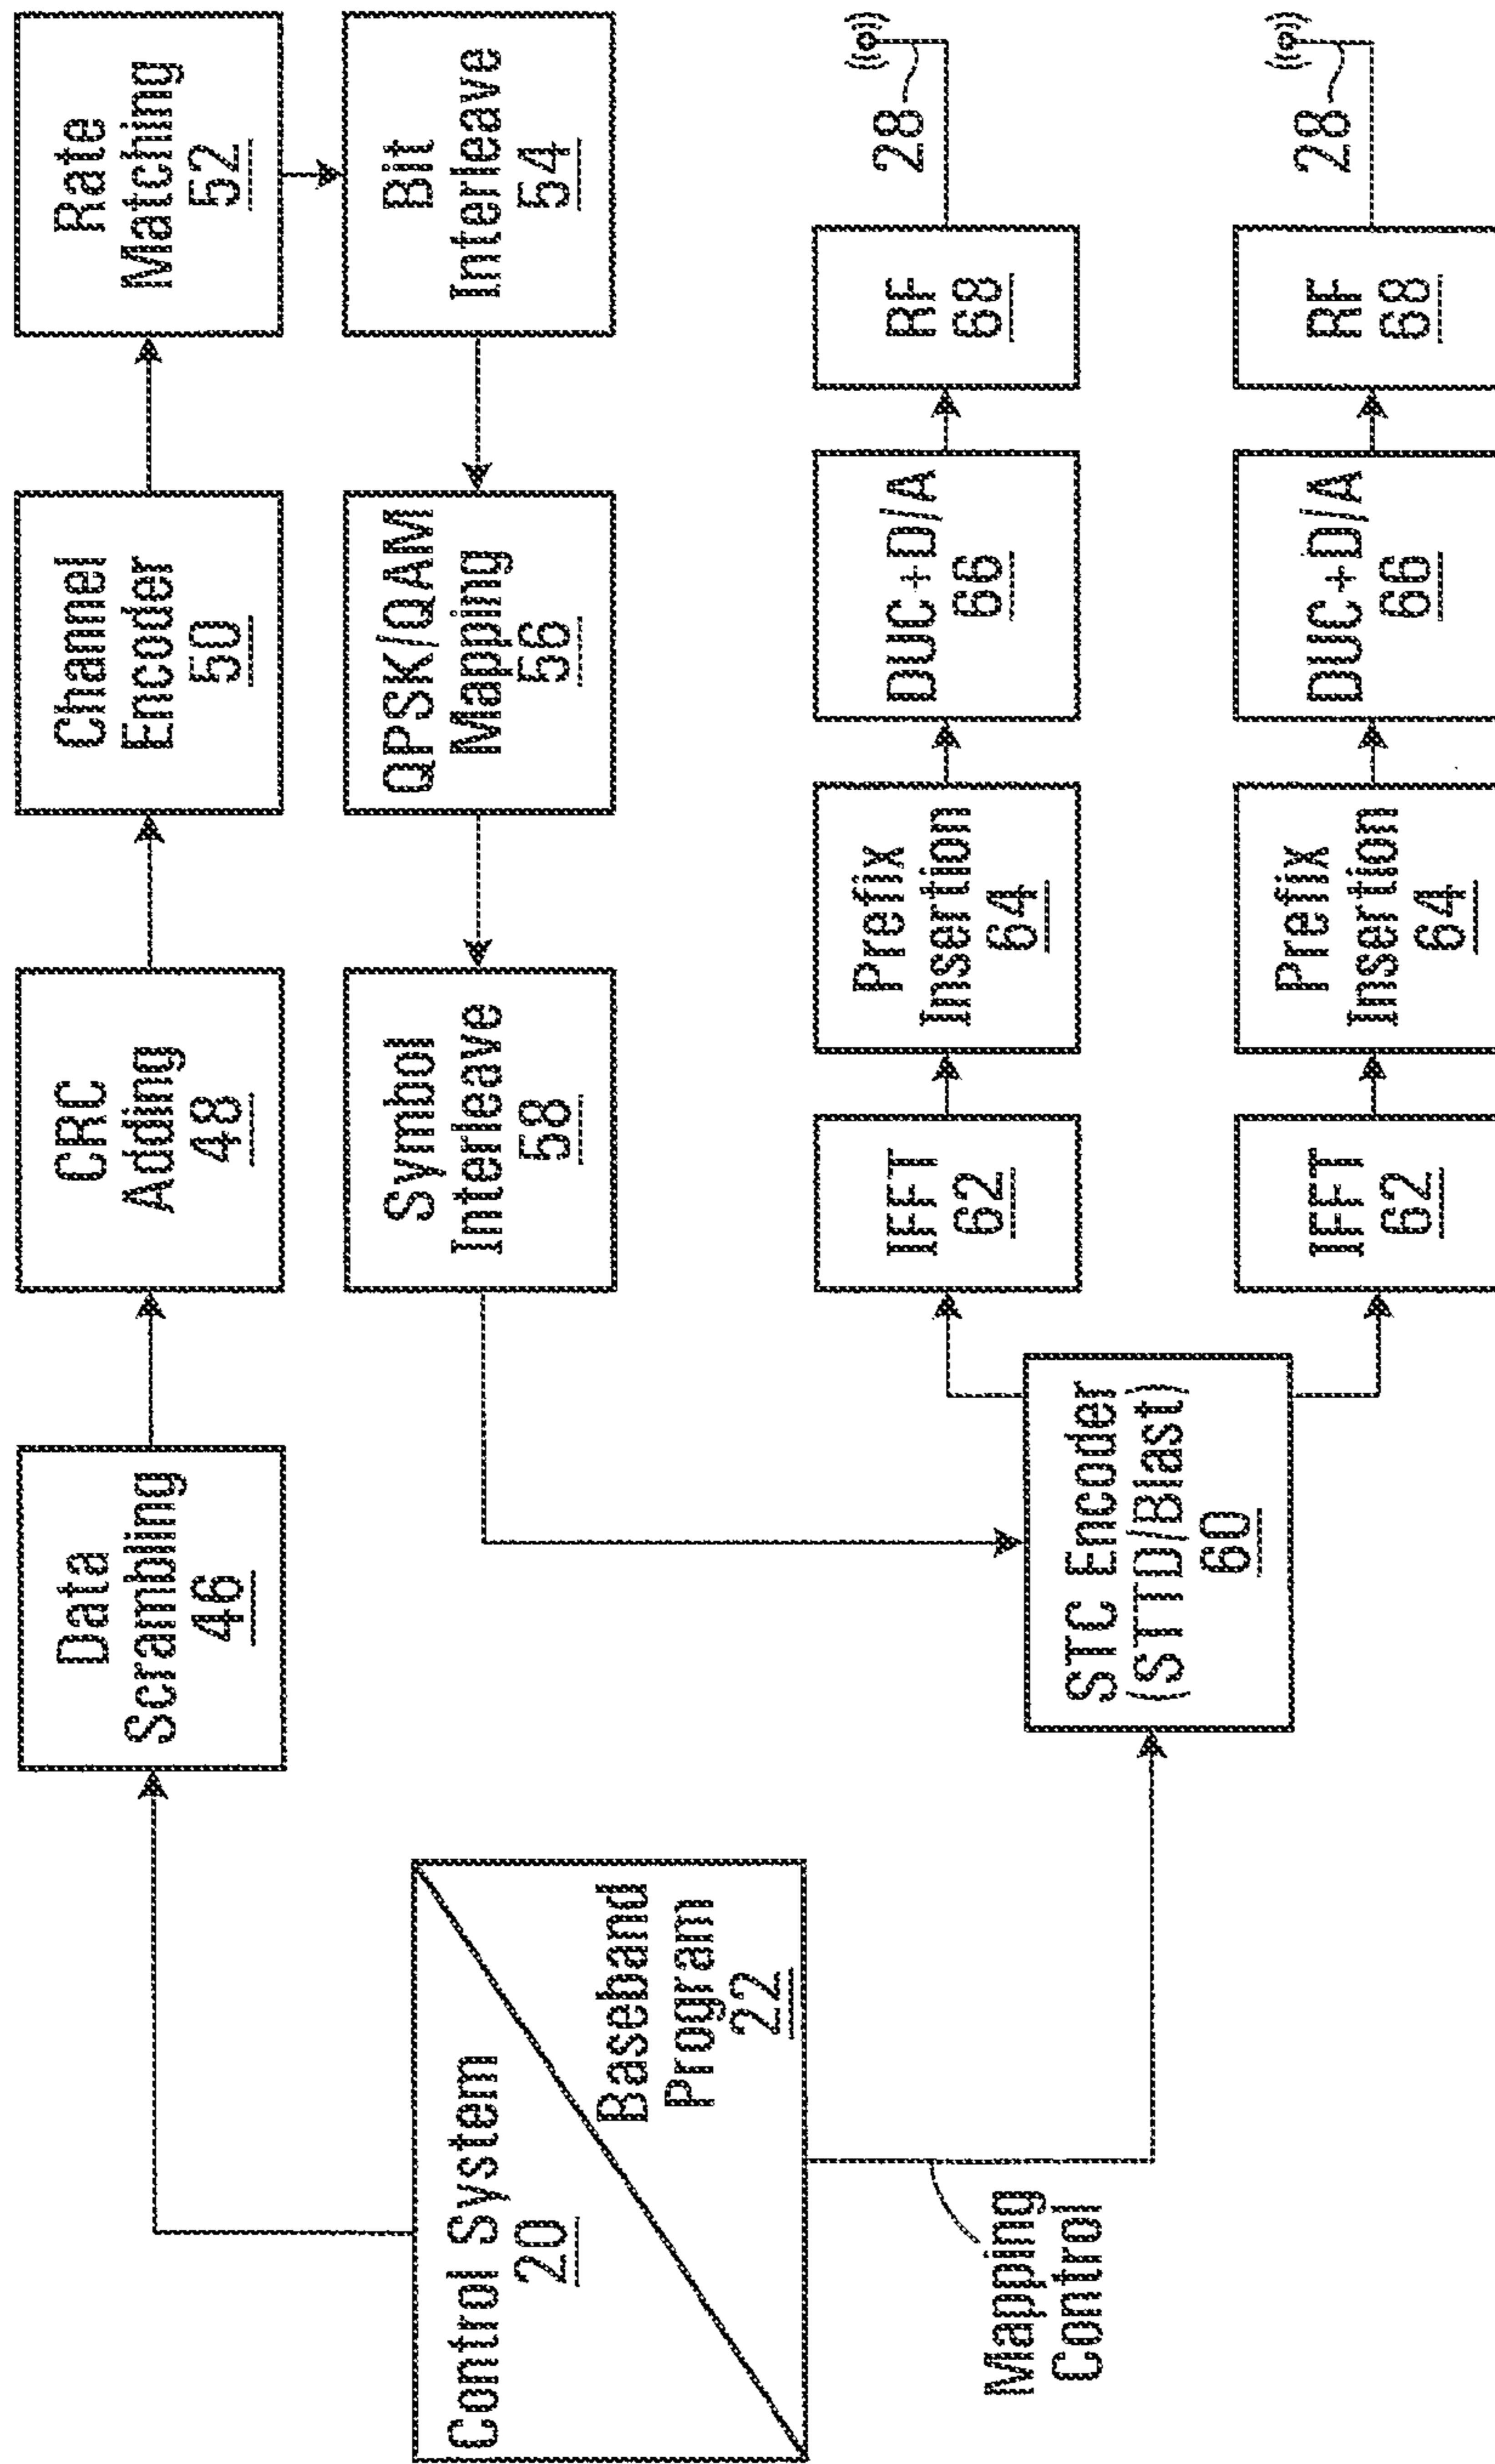 Data
Scrambling
46
CRC
Adding
48
Channel
Encoder
50
Rate
Matching
52
Symbol
Interleave
58
QPSK/QAM
Mapping
56
Bit
Interleave
54
Control System
20
Baseband
Program
22
Mapping
Control
STC Encoder
(STTD/Blast)
60
IFFT
62
Prefix
Insertion
64
DUC+D/A
66
RF
68
28
IFFT
62
Prefix
Insertion
64
DUC+D/A
66
RF
68
28